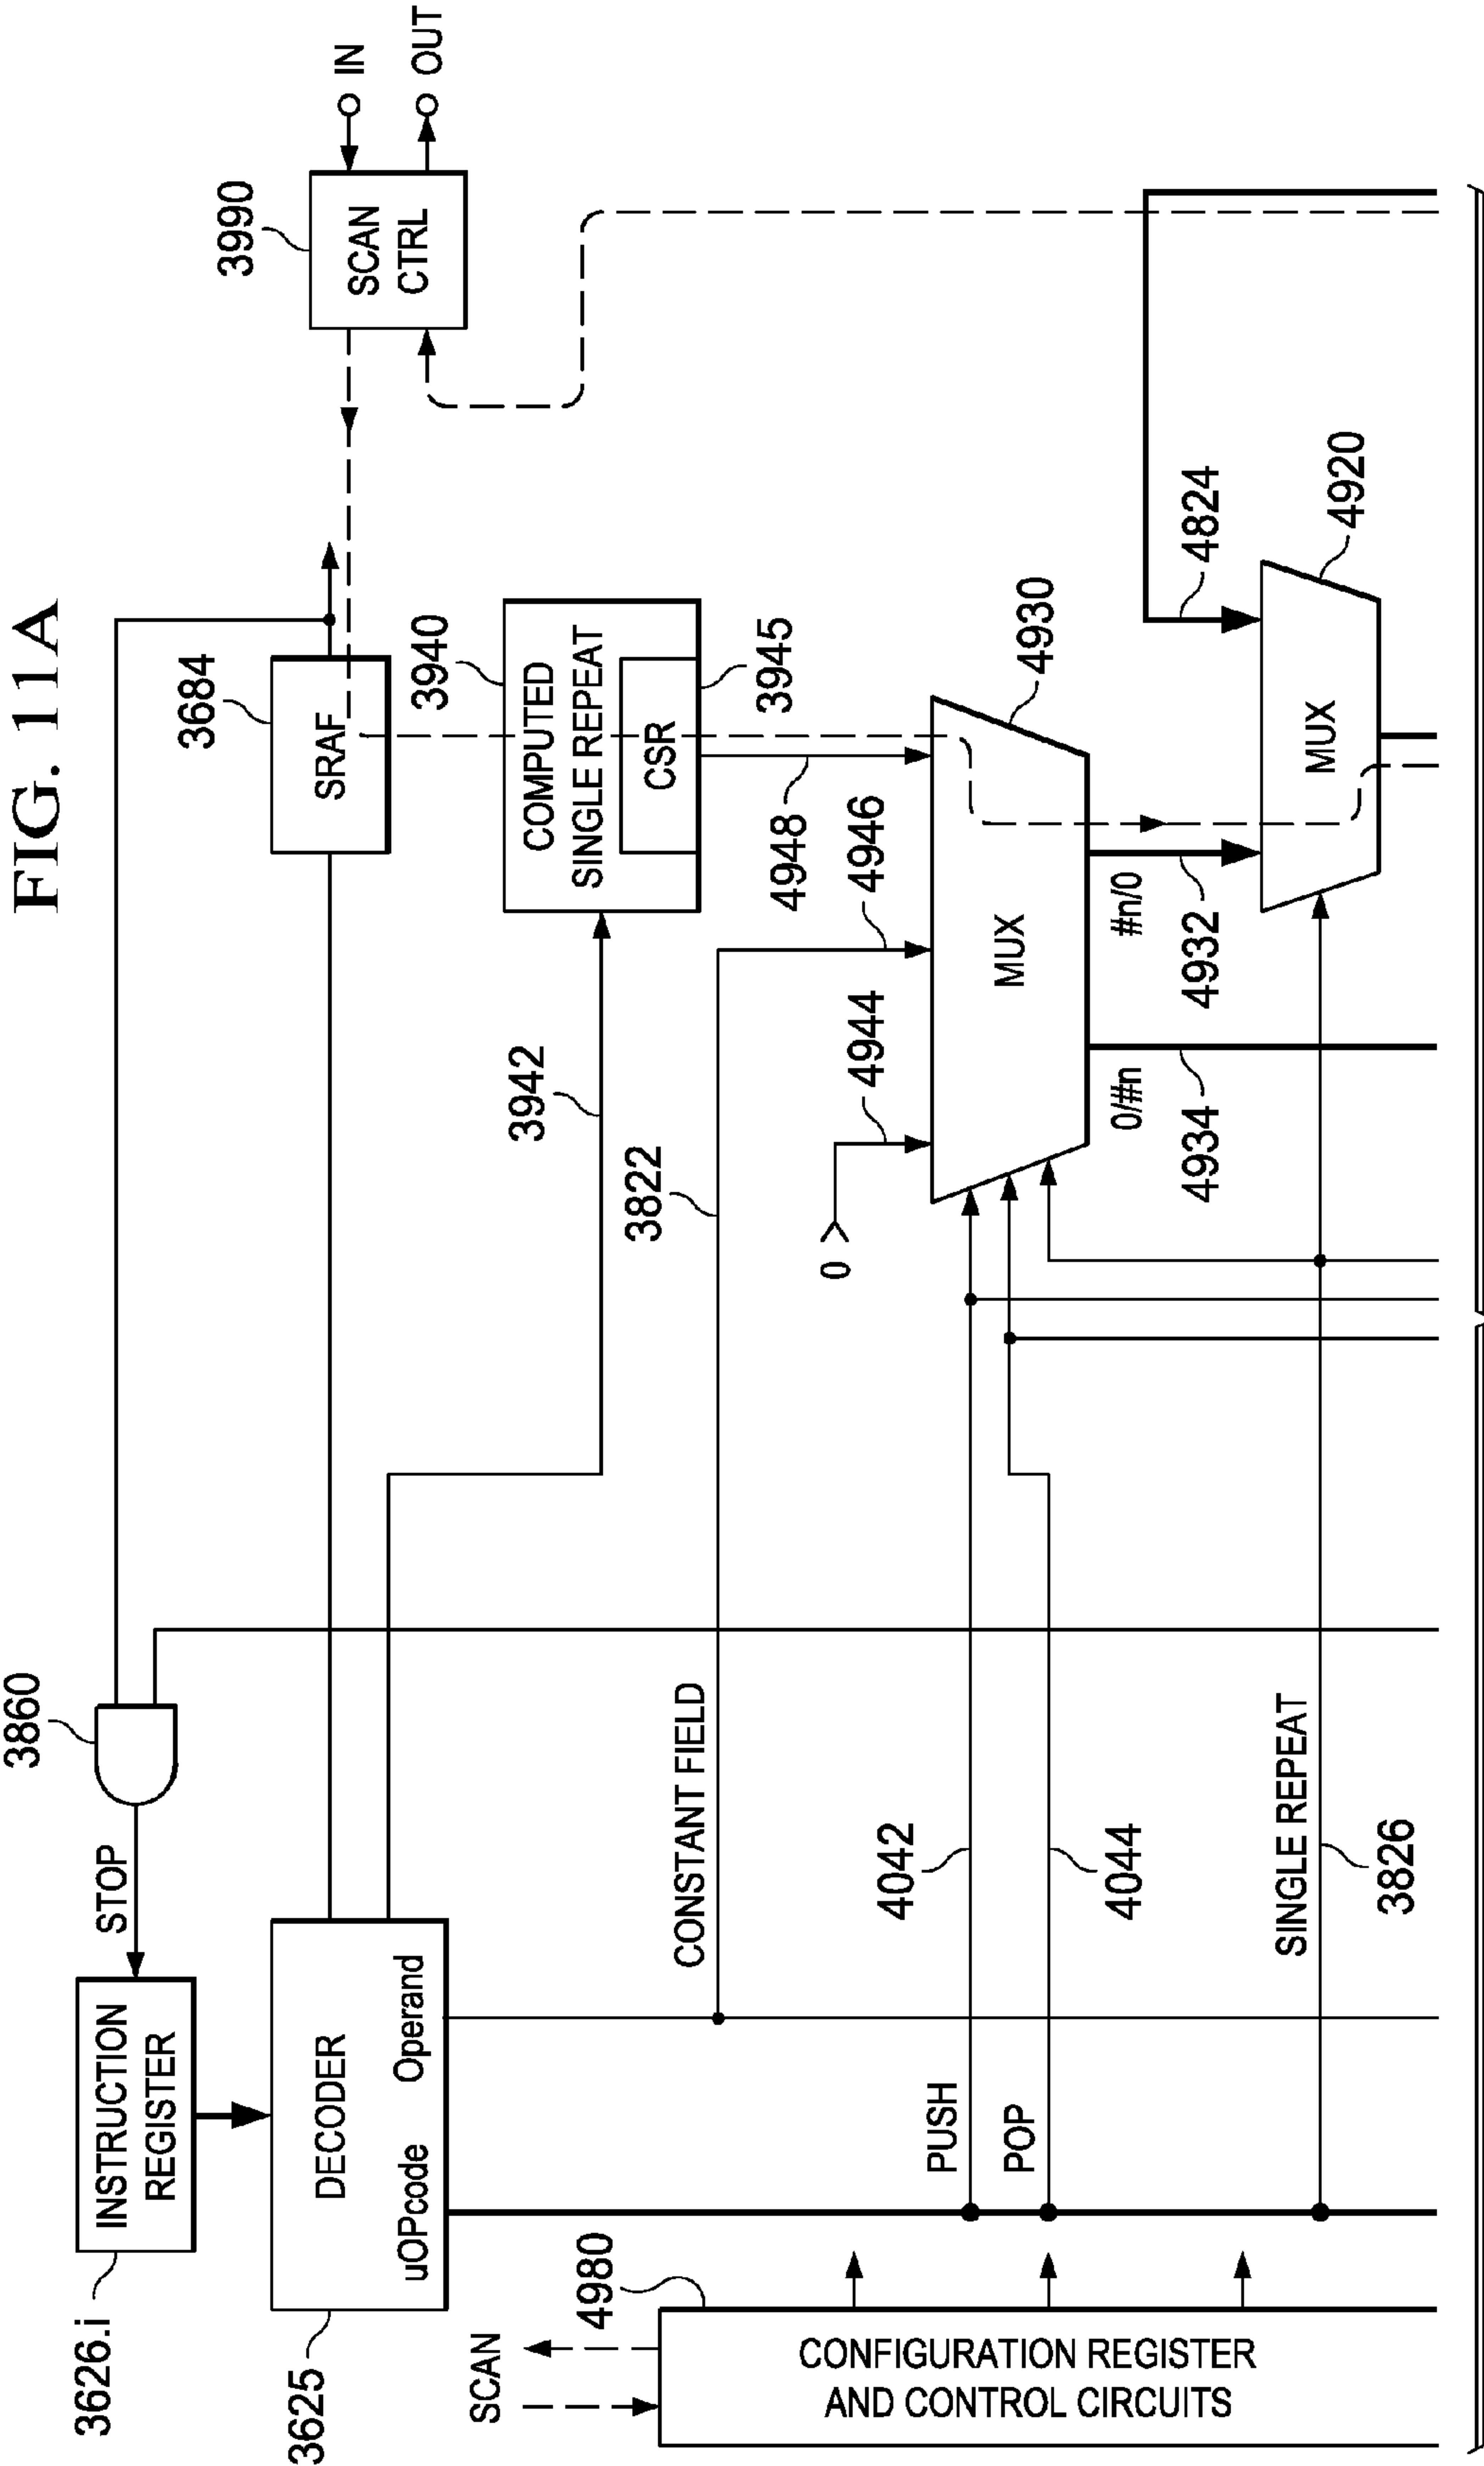 FIG. 11A
3860
STOP
INSTRUCTION
REGISTER
3626.i
DECODER
uOPcode
Operand
3625
3684
SRAF
3990
SCAN
CTRL
IN
OUT
3940
COMPUTED
SINGLE REPEAT
CSR
3945
3942
3822
CONSTANT FIELD
4948
4946
4944
0
4930
MUX
PUSH
4042
POP
4044
#n/0
4932
0/#n
4934
4824
4920
MUX
SINGLE REPEAT
3826
SCAN
4980
CONFIGURATION REGISTER
AND CONTROL CIRCUITS